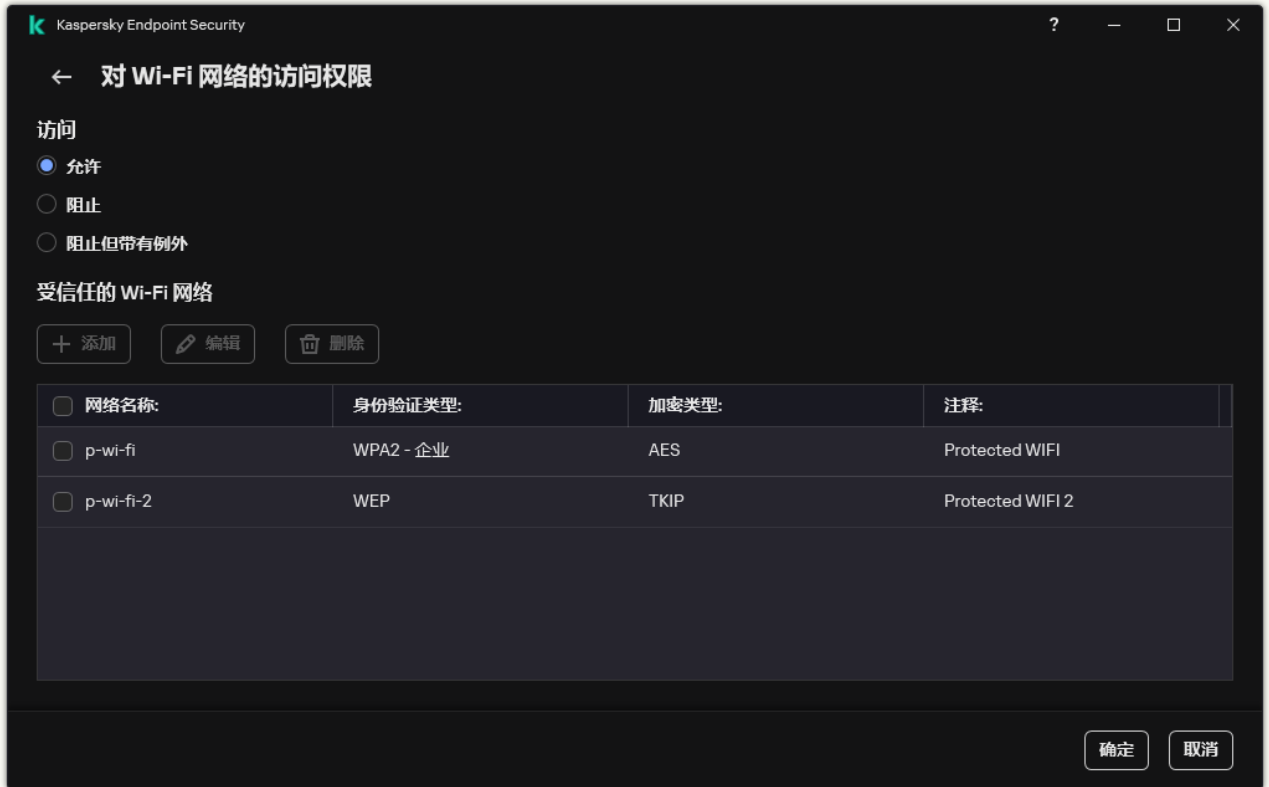 Kaspersky Endpoint Security ?
对 Wi-Fi 网络的访问权限
访问
允许
阻止
阻止但带有例外
受信任的 Wi-Fi 网络
添加 编辑 删除
网络名称: 身份验证类型: 加密类型: 注释:
p-wi-fi WPA2 - 企业 AES Protected WIFI
p-wi-fi-2 WEP TKIP Protected WIFI 2
确定 取消